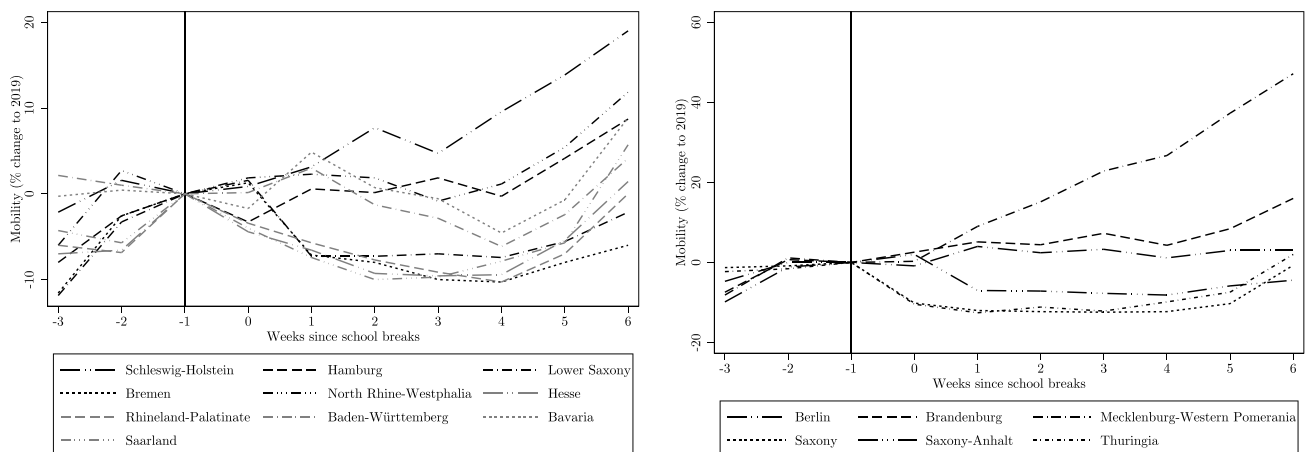 Mobility (% change to 2019)
20
10
0
-10
-3 -2 -1 0 1 2 3 4 5 6
Weeks since school breaks
Schleswig-Holstein Hamburg Lower Saxony
Bremen North Rhine-Westphalia Hesse
Rhineland-Palatinate Baden-Württemberg Bavaria
Saarland
Mobility (% change to 2019)
60
40
20
0
-20
-3 -2 -1 0 1 2 3 4 5 6
Weeks since school breaks
Berlin Brandenburg Mecklenburg-Western Pomerania
Saxony Saxony-Anhalt Thuringia